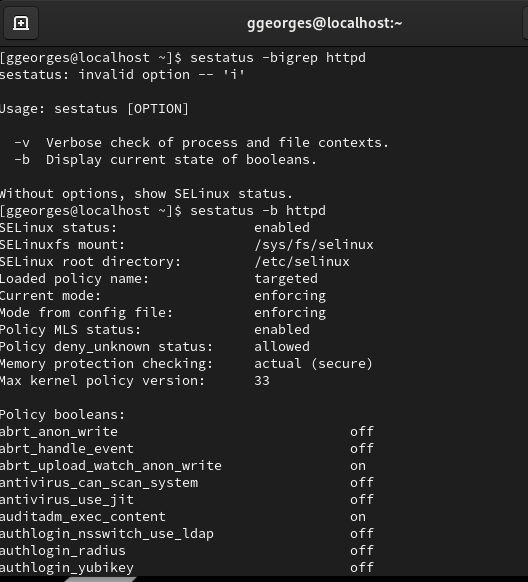 ggeorges@localhost:~
[ggeorges@localhost ~]$ sestatus -bigrep httpd
sestatus: invalid option -- 'i'
Usage: sestatus [OPTION]
-v Verbose check of process and file contexts.
-b Display current state of booleans.
Without options, show SELinux status.
[ggeorges@localhost ~]$ sestatus -b httpd
SELinux status: enabled
SELinuxfs mount: /sys/fs/selinux
SELinux root directory: /etc/selinux
Loaded policy name: targeted
Current mode: enforcing
Mode from config file: enforcing
Policy MLS status: enabled
Policy deny_unknown status: allowed
Memory protection checking: actual (secure)
Max kernel policy version: 33
Policy booleans:
abrt_anon_write off
abrt_handle_event off
abrt_upload_watch_anon_write on
antivirus_can_scan_system off
antivirus_use_jit off
auditadm_exec_content on
authlogin_nsswitch_use_ldap off
authlogin_radius off
authlogin_yubikey off